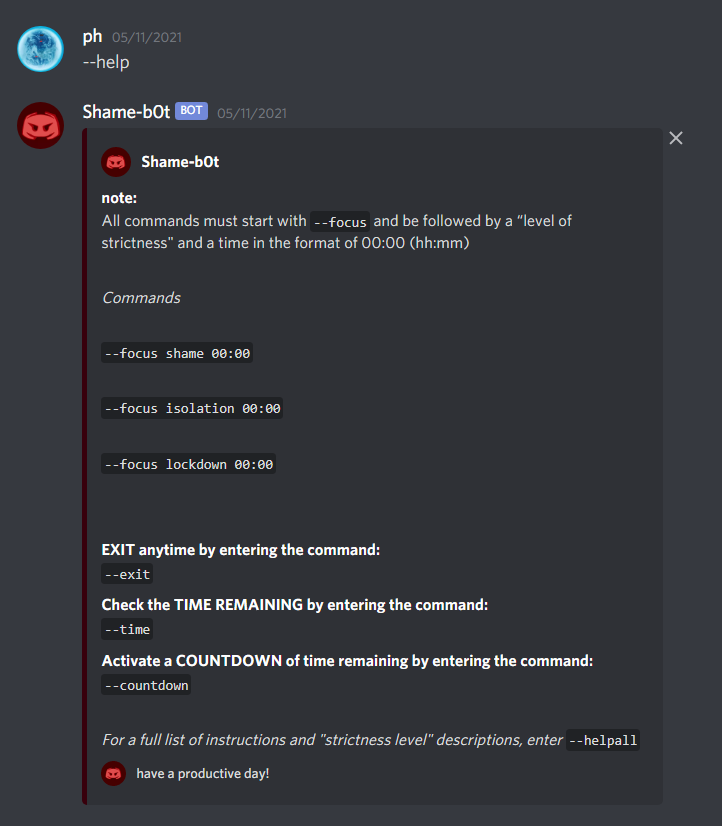 ph 05/11/2021
--help
Shame-b0t BOT 05/11/2021
Shame-b0t
note:
All commands must start with --focus and be followed by a “level of
strictness" and a time in the format of 00:00 (hh:mm)
Commands
--focus shame 00:00
--focus isolation 00:00
--focus lockdown 00:00
EXIT anytime by entering the command:
--exit
Check the TIME REMAINING by entering the command:
--time
Activate a COUNTDOWN of time remaining by entering the command:
--countdown
For a full list of instructions and "strictness level" descriptions, enter --helpall
have a productive day!